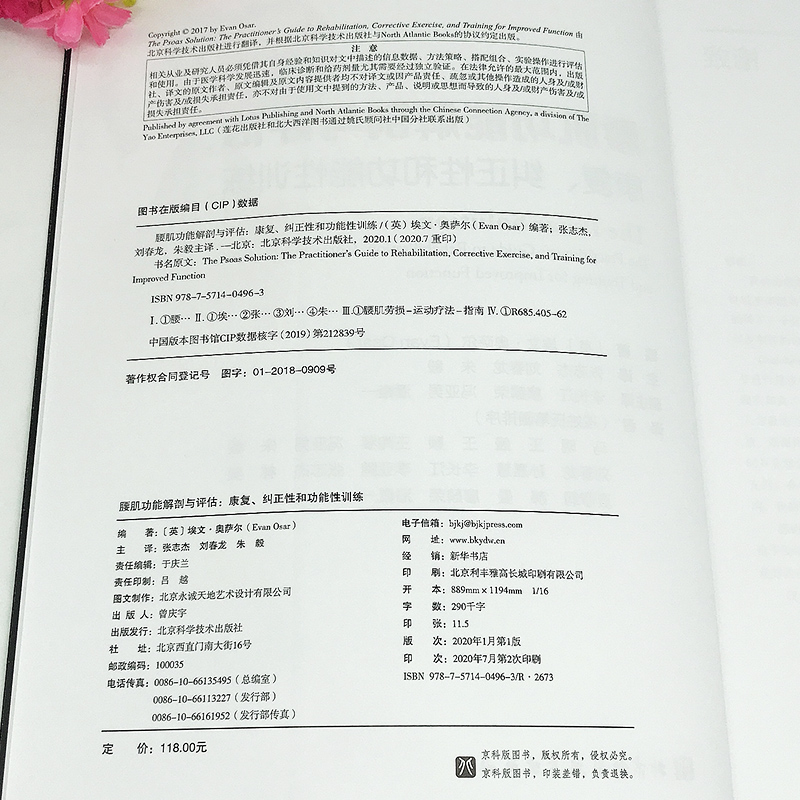 Copyright © 2017 by Evan Osar.
The Psoas Solution: The Practitioner's Guide to Rehabilitation, Corrective Exercise, and Training for Improved Function 由
北京科学技术出版社进行翻译，并根据北京科学技术出版社与North Atlantic Books的协议约定出版。
注 意
相关从业及研究人员必须凭借其自身经验和知识对文中描述的信息数据、方法策略、搭配组合、实验操作进行评估
和使用。由于医学科学发展迅速，临床诊断和给药剂量尤其需要经过独立验证。在法律允许的最大范围内，出版
社、译文的原文作者、原文编辑及原文内容提供者均不对译文或因产品责任、疏忽或其他操作造成的人身及/或财
产伤害及/或损失承担责任，亦不对由于使用文中提到的方法、产品、说明或思想而导致的人身及/或财产伤害及/或
损失承担责任。
Published by agreement with Lotus Publishing and North Atlantic Books through the Chinese Connection Agency, a division of The
Yao Enterprises, LLC（莲花出版社和北大西洋图书通过姚氏顾问社中国分社联系出版）
图书在版编目（CIP）数据
腰肌功能解剖与评估：康复、纠正性和功能性训练/（英）埃文·奥萨尔(Evan Osar) 编著；张志杰，
刘春龙，朱毅主译．—北京：北京科学技术出版社，2020.1 (2020.7 重印）
书名原文：The Psoas Solution: The Practitioner's Guide to Rehabilitation, Corrective Exercise, and Training for
Improved Function
ISBN 978-7-5714-0496-3
Ⅰ.①腰… Ⅱ.①埃…②张…③刘…④朱… Ⅲ.①腰肌劳损-运动疗法-指南 Ⅳ.①R685.405-62
中国版本图书馆CIP数据核字（2019）第212839号
著作权合同登记号 图字：01-2018-0909号
腰肌功能解剖与评估：康复、纠正性和功能性训练
编 著：〔英〕埃文·奥萨尔（Evan Osar）
主 译：张志杰 刘春龙 朱 毅
责任编辑：于庆兰
责任印制：吕 越
图文制作：北京永诚天地艺术设计有限公司
出 版 人：曾庆宇
出版发行：北京科学技术出版社
社 址：北京西直门南大街16号
邮政编码：100035
电话传真：0086-10-66135495（总编室）
0086-10-66113227（发行部）
0086-10-66161952（发行部传真）
电子信箱：bjkj@bjkjpress.com
网 址：www.bkydw.cn
经 销：新华书店
印 刷：北京利丰雅高长城印刷有限公司
开 本：889mm×1194mm 1/16
字 数：290千字
印 张：11.5
版 次：2020年1月第1版
印 次：2020年7月第2次印刷
ISBN 978-7-5714-0496-3/R·2673
定 价：118.00元
京科版图书，版权所有，侵权必究。
京科版图书，印装差错，负责退换。